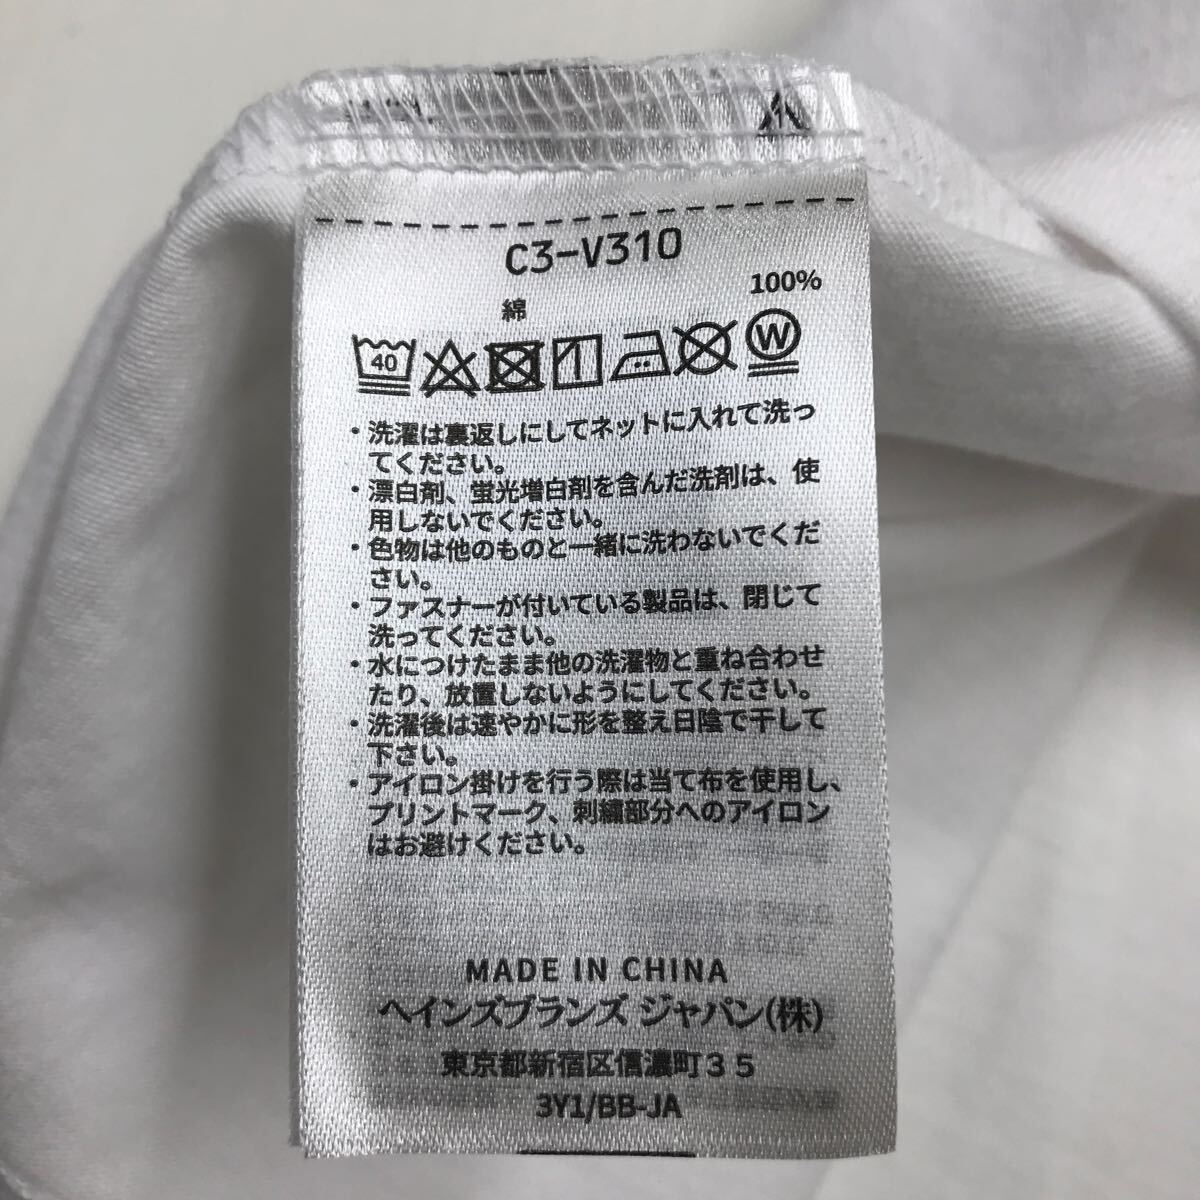 C3-V310
100%
綿
40
W
・洗濯は裏返しにしてネットに入れて洗っ
てください。
・漂白剤、蛍光増白剤を含んだ洗剤は、使
用しないでください。
・色物は他のものと一緒に洗わないでくだ
さい。
・ファスナーが付いている製品は、閉じて
洗ってください。
・水につけたまま他の洗濯物と重ね合わせ
たり、放置しないようにしてください。
・洗濯後は速やかに形を整え日陰で干して
下さい。
・アイロン掛けを行う際は当て布を使用し、
プリントマーク、刺繍部分へのアイロン
はお避けください。
MADE IN CHINA
ヘインズブランズ ジャパン(株)
東京都新宿区信濃町３５
3Y1/BB-JA